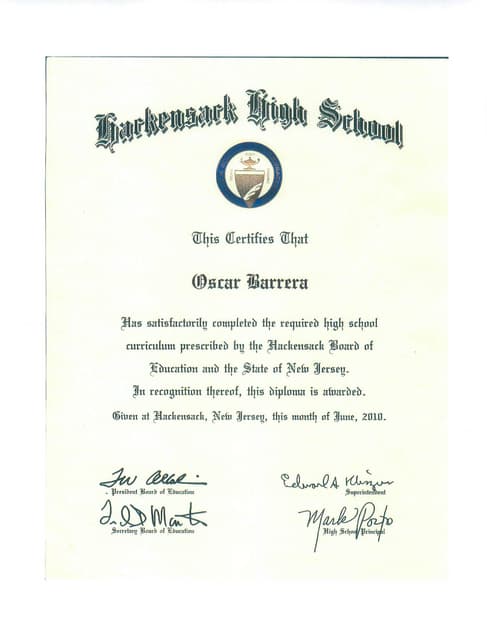 Hackensack High School
This Certifies That
Oscar Barrera
Has satisfactorily completed the required high school
curriculum prescribed by the Hackensack Board of
Education and the State of New Jersey.
In recognition thereof, this diploma is awarded.
Given at Hackensack, New Jersey, this month of June, 2010.
President Board of Education
Edward A
Superintendent
Secretary Board of Education
Mark Porto
High School Principal